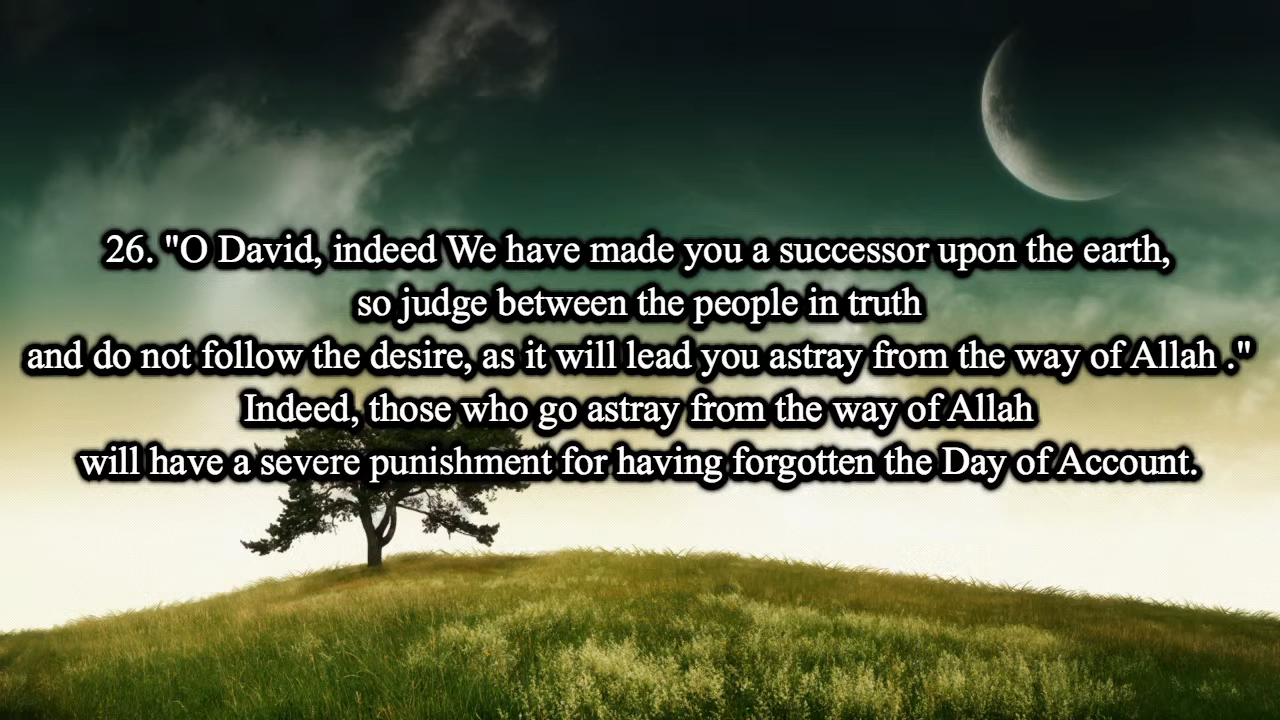 26. "O David, indeed We have made you a successor upon the earth,
so judge between the people in truth
and do not follow the desire, as it will lead you astray from the way of Allah ."
Indeed, those who go astray from the way of Allah
will have a severe punishment for having forgotten the Day of Account.